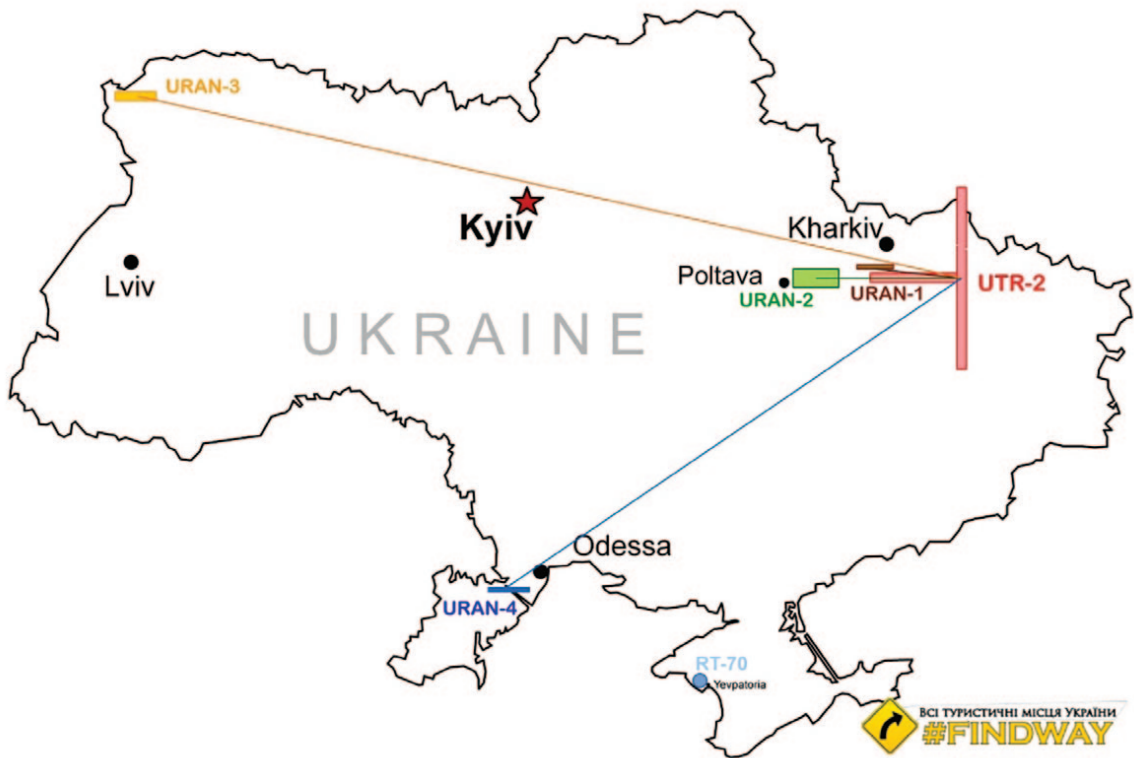 URAN-3
Kyiv
Kharkiv
Lviv
Poltava
URAN-2
URAN-1
UTR-2
UKRAINE
Odessa
URAN-4
RT-70
Yevpatoria
ВСІ ТУРИСТИЧНІ МІСЦЯ УКРАЇНИ
#FINDWAY